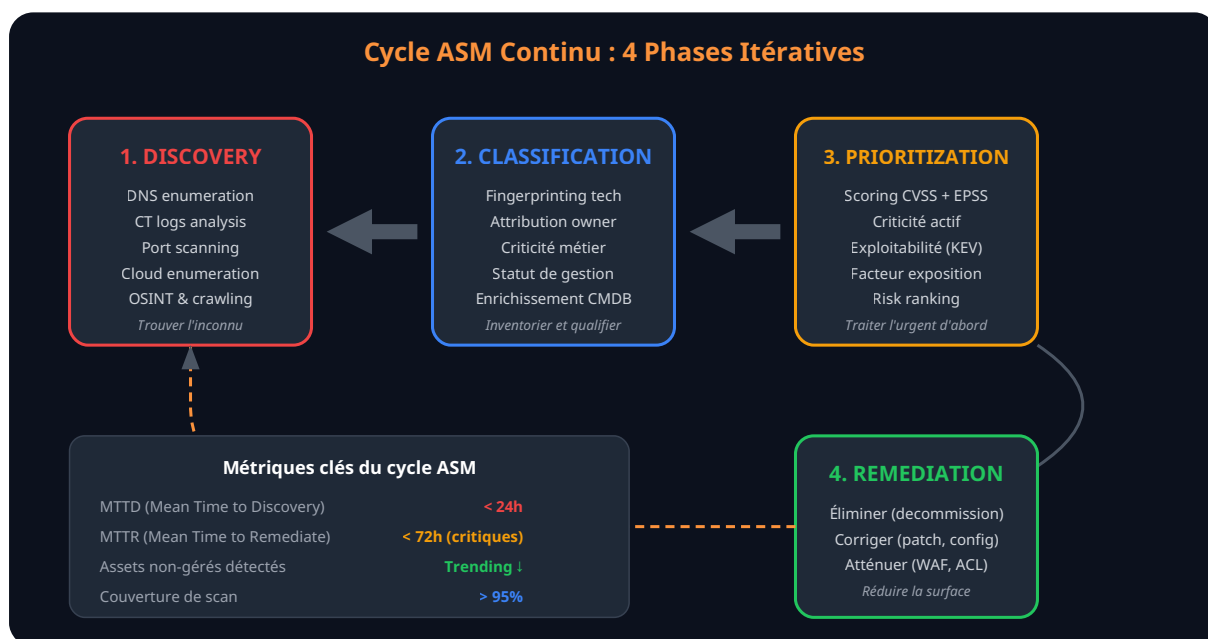 Cycle ASM Continu : 4 Phases Itératives
1. DISCOVERY
DNS enumeration
CT logs analysis
Port scanning
Cloud enumeration
OSINT & crawling
Trouver l'inconnu
2. CLASSIFICATION
Fingerprinting tech
Attribution owner
Criticité métier
Statut de gestion
Enrichissement CMDB
Inventorier et qualifier
3. PRIORITIZATION
Scoring CVSS + EPSS
Criticité actif
Exploitabilité (KEV)
Facteur exposition
Risk ranking
Traiter l'urgent d'abord
Métriques clés du cycle ASM
MTTD (Mean Time to Discovery) < 24h
MTTR (Mean Time to Remediate) < 72h (critiques)
Assets non-gérés détectés Trending ↓
Couverture de scan > 95%
4. REMEDIATION
Éliminer (decommission)
Corriger (patch, config)
Atténuer (WAF, ACL)
Réduire la surface